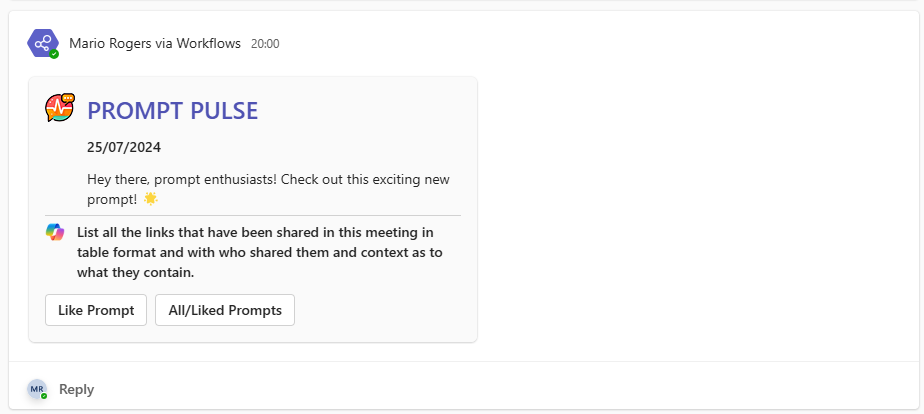 Mario Rogers via Workflows 20:00
PROMPT PULSE
25/07/2024
Hey there, prompt enthusiasts! Check out this exciting new
prompt! 🌟
List all the links that have been shared in this meeting in
table format and with who shared them and context as to
what they contain.
Like Prompt All/Liked Prompts
MR Reply